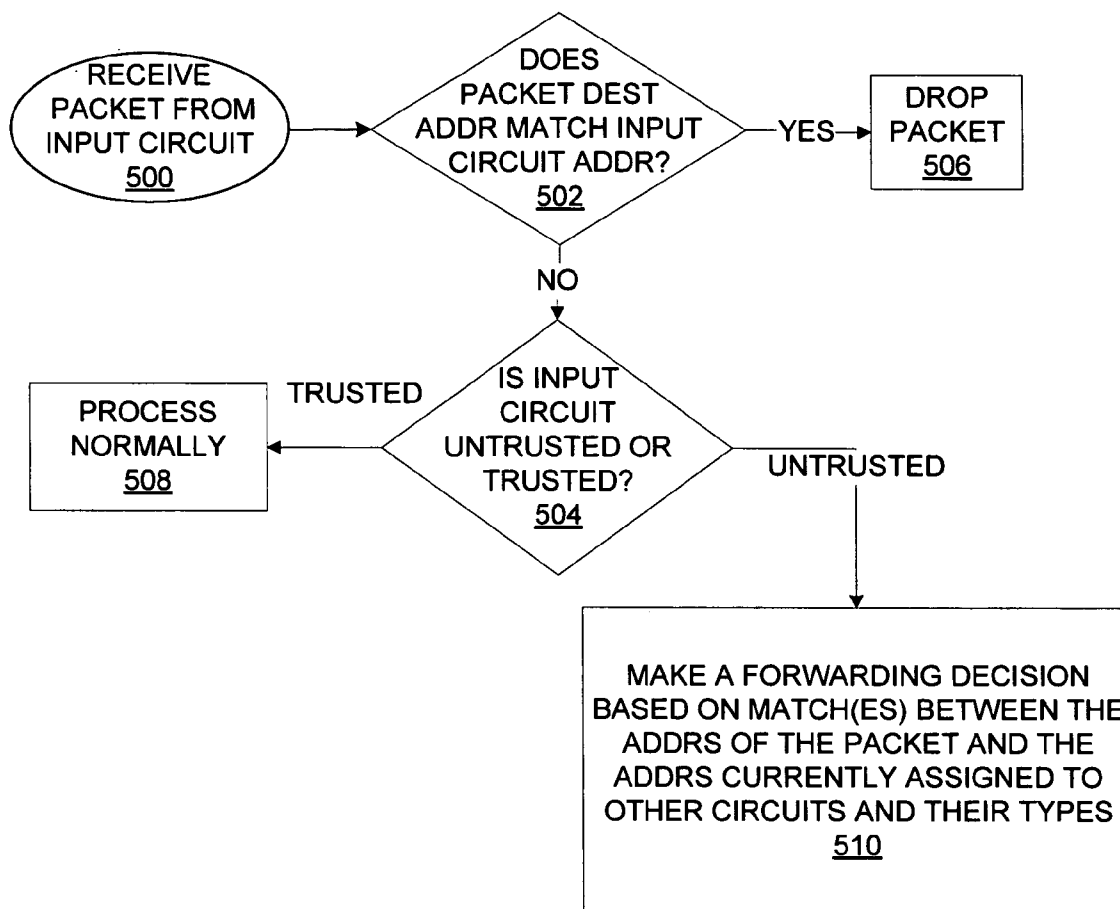 RECEIVE
PACKET FROM
INPUT CIRCUIT
500
DOES
PACKET DEST
ADDR MATCH INPUT
CIRCUIT ADDR?
502
YES
DROP
PACKET
506
NO
IS INPUT
CIRCUIT
UNTRUSTED OR
TRUSTED?
504
TRUSTED
PROCESS
NORMALLY
508
UNTRUSTED
MAKE A FORWARDING DECISION
BASED ON MATCH(ES) BETWEEN THE
ADDRS OF THE PACKET AND THE
ADDRS CURRENTLY ASSIGNED TO
OTHER CIRCUITS AND THEIR TYPES
510